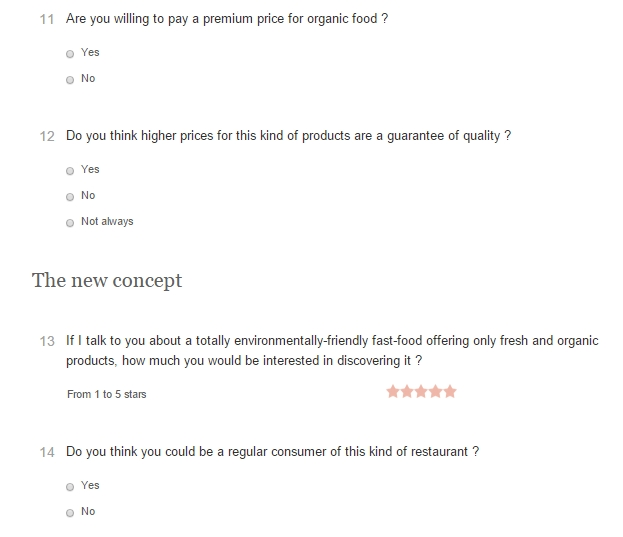 11 Are you willing to pay a premium price for organic food ?
Yes
No
12 Do you think higher prices for this kind of products are a guarantee of quality ?
Yes
No
Not always
The new concept
13 If I talk to you about a totally environmentally-friendly fast-food offering only fresh and organic
products, how much you would be interested in discovering it ?
From 1 to 5 stars
14 Do you think you could be a regular consumer of this kind of restaurant ?
Yes
No